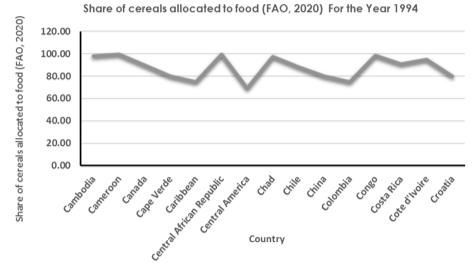 Share of cereals allocated to food (FAO, 2020) For the Year 1994
Share of cereals allocated to food (FAO, 2020)
120.00
100.00
80.00
60.00
40.00
20.00
0.00
Cambodia
Cameroon
Canada
Cape Verde
Caribbean
Central African Republic
Central America
Chad
Chile
China
Colombia
Congo
Costa Rica
Cote d'Ivoire
Croatia
Country